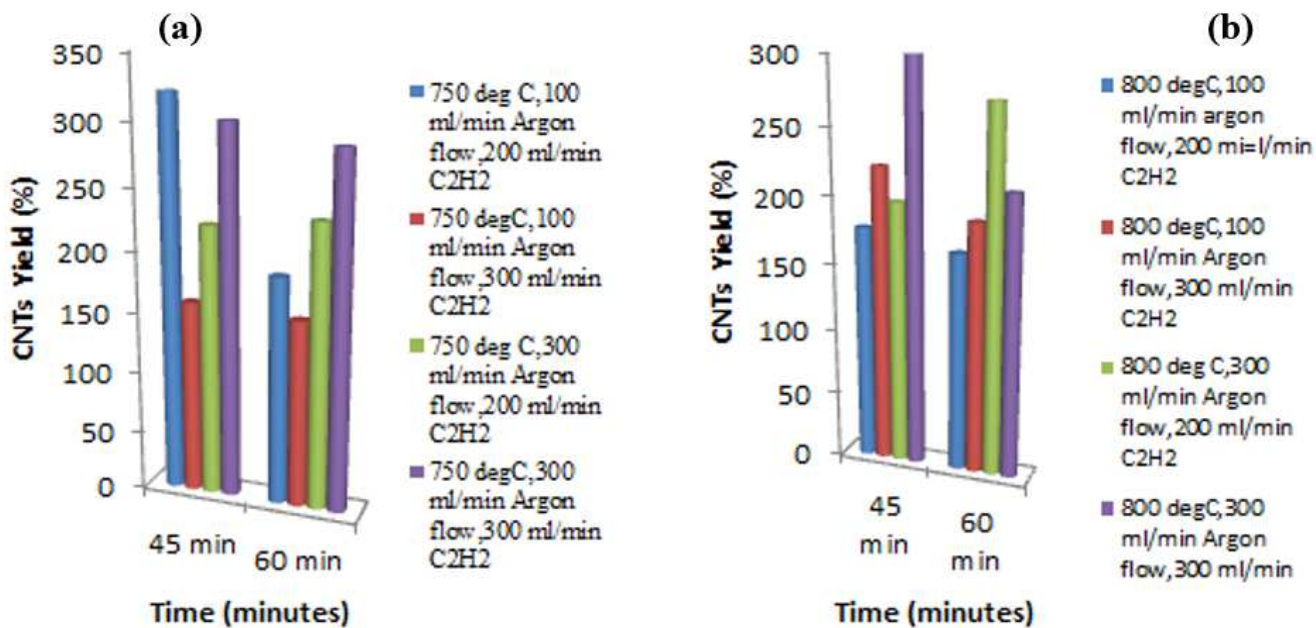 (a)
350
300
250
200
150
100
50
0
CNTs Yield (%)
45 min
60 min
Time (minutes)
750 deg C,100
ml/min Argon
flow,200 ml/min
C2H2
750 degC,100
ml/min Argon
flow,300 ml/min
C2H2
750 deg C,300
ml/min Argon
flow,200 ml/min
C2H2
750 degC,300
ml/min Argon
flow,300 ml/min
C2H2
(b)
300
250
200
150
100
50
0
CNTs Yield (%)
45
min
60
min
Time (minutes)
800 degC,100
ml/min argon
flow,200 mi=l/min
C2H2
800 degC,100
ml/min Argon
flow,300 ml/min
C2H2
800 deg C,300
ml/min Argon
flow,200 ml/min
C2H2
800 degC,300
ml/min Argon
flow,300 ml/min